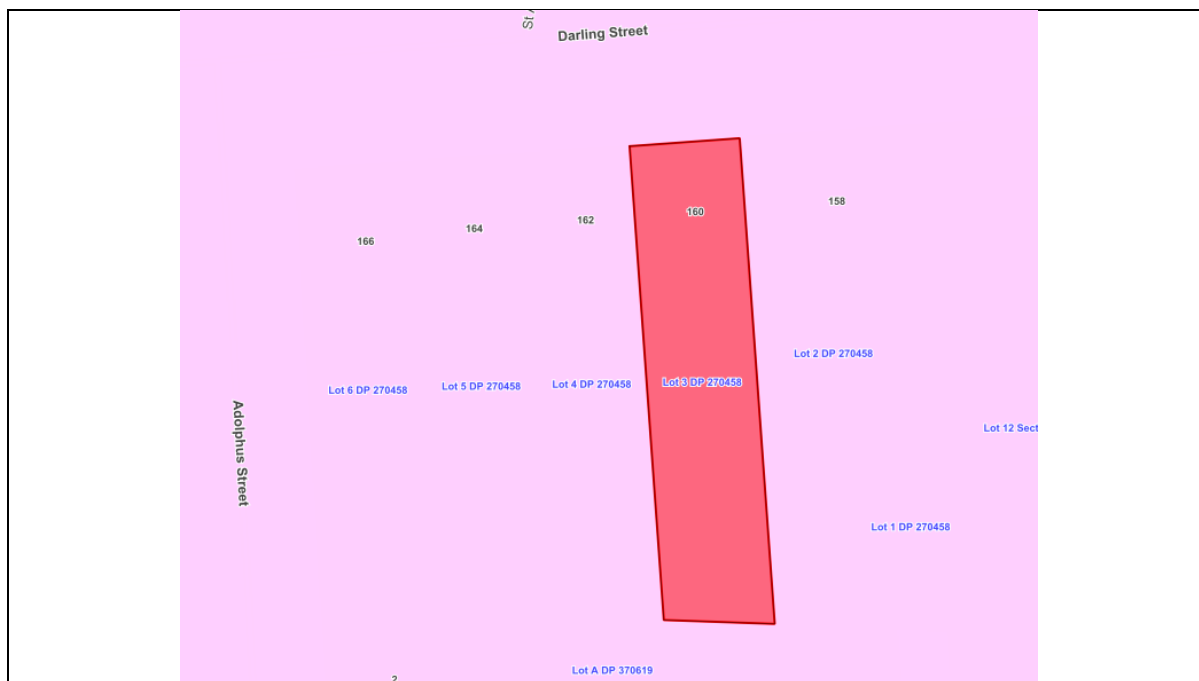 St
Darling Street
158
160
162
164
166
Lot 2 DP 270458
Lot 3 DP 270458
Lot 4 DP 270458
Lot 5 DP 270458
Lot 6 DP 270458
Adolphus Street
Lot 12 Sect
Lot 1 DP 270458
Lot A DP 370619
2